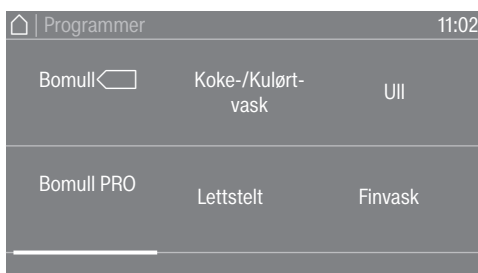 Programmer 11:02
Bomull
Koke-/Kulørt-
vask
Ull
Bomull PRO
Lettstelt
Finvask